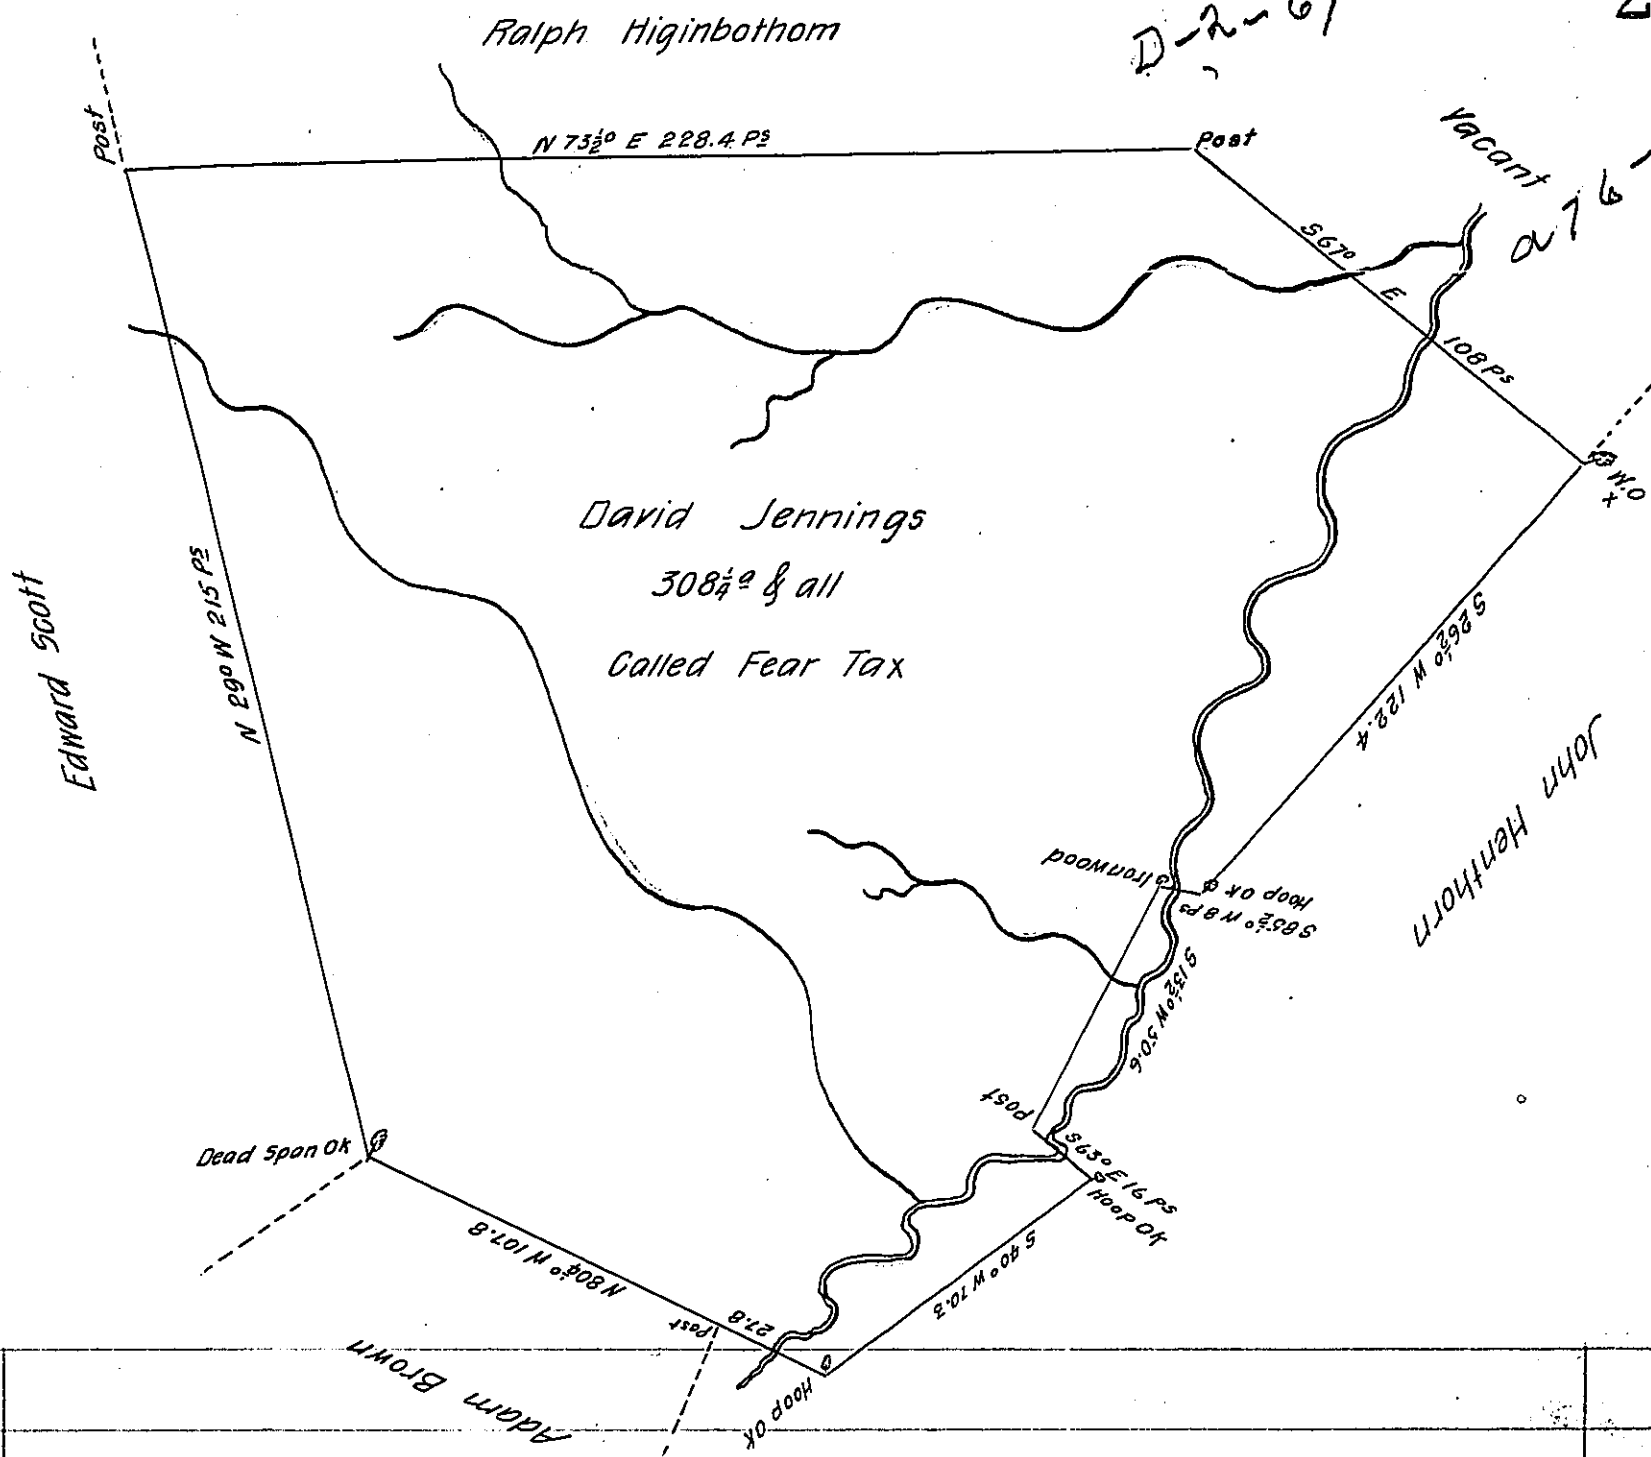 Ralph Higinbothom
D-2-61
Post
N 73½° E 228.4 Ps
Post
Vacant
S 67° E 108 Ps
W.O
x
David Jennings
308¼ a & all
Called Fear Tax
Edward Scott
N 29° W 215 Ps
S 26½° W 122.4
John Henthorn
Ironwood
Hoop Ok
S 85½° W 8 Ps
S 13½° W 50.6
Post
S 63° E 16 Ps
Hoop Ok
S 40° W 70.3
Dead Span Ok
N 80¼° W 107.8
27.8
Post
Hoop Ok
Adam Brown